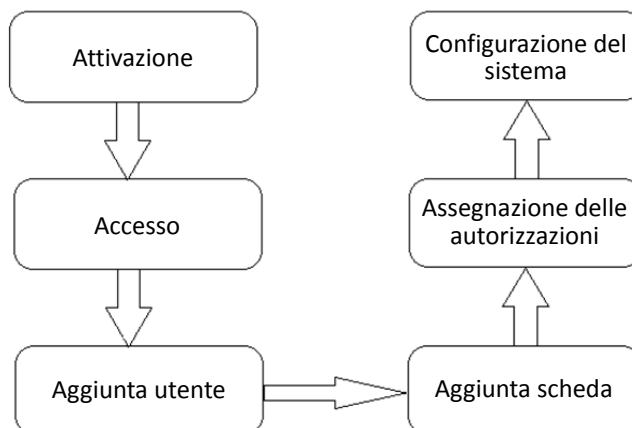 Attivazione
Accesso
Aggiunta utente
Aggiunta scheda
Assegnazione delle
autorizzazioni
Configurazione del
sistema